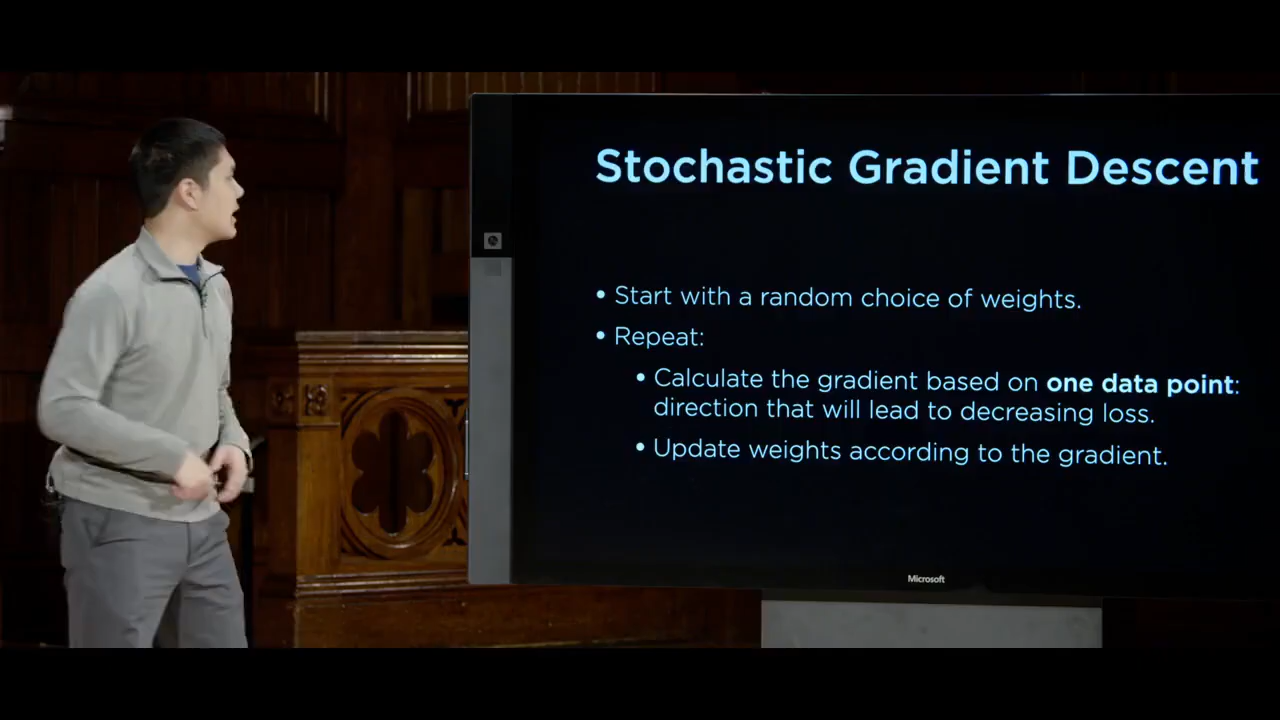 Stochastic Gradient Descent
• Start with a random choice of weights.
• Repeat:
• Calculate the gradient based on one data point:
direction that will lead to decreasing loss.
• Update weights according to the gradient.
Microsoft